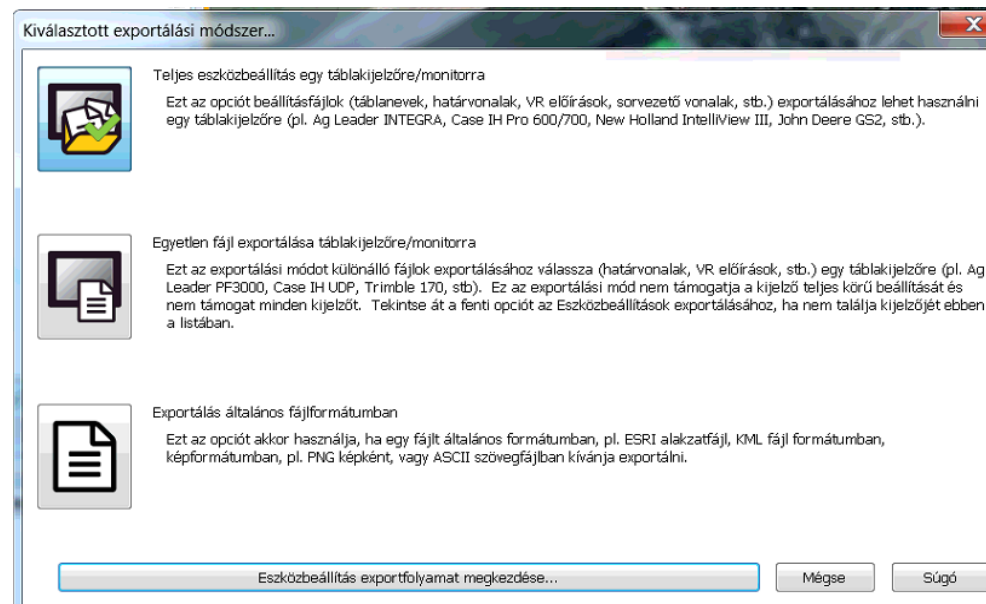 Kiválasztott exportálási módszer...
Teljes eszközbeállítás egy táblakijelzőre/monitorra
Ezt az opciót beállításfájlok (táblanevek, határvonalak, VR előírások, sorvezető vonalak, stb.) exportálásához lehet használni
egy táblakijelzőre (pl. Ag Leader INTEGRA, Case IH Pro 600/700, New Holland IntelliView III, John Deere GS2, stb.).
Egyetlen fájl exportálása táblakijelzőre/monitorra
Ezt az exportálási módot különálló fájlok exportálásához válassza (határvonalak, VR előírások, stb.) egy táblakijelzőre (pl. Ag
Leader PF3000, Case IH UDP, Trimble 170, stb). Ez az exportálási mód nem támogatja a kijelző teljes körű beállítását és
nem támogat minden kijelzőt. Tekintse át a fenti opciót az Eszközbeállítások exportálásához, ha nem találja kijelzőjét ebben
a listában.
Exportálás általános fájlformátumban
Ezt az opciót akkor használja, ha egy fájlt általános formátumban, pl. ESRI alakzatfájl, KML fájl formátumban,
képformátumban, pl. PNG képként, vagy ASCII szövegfájlban kívánja exportálni.
Eszközbeállítás exportfolyamat megkezdése... Mégse Súgó